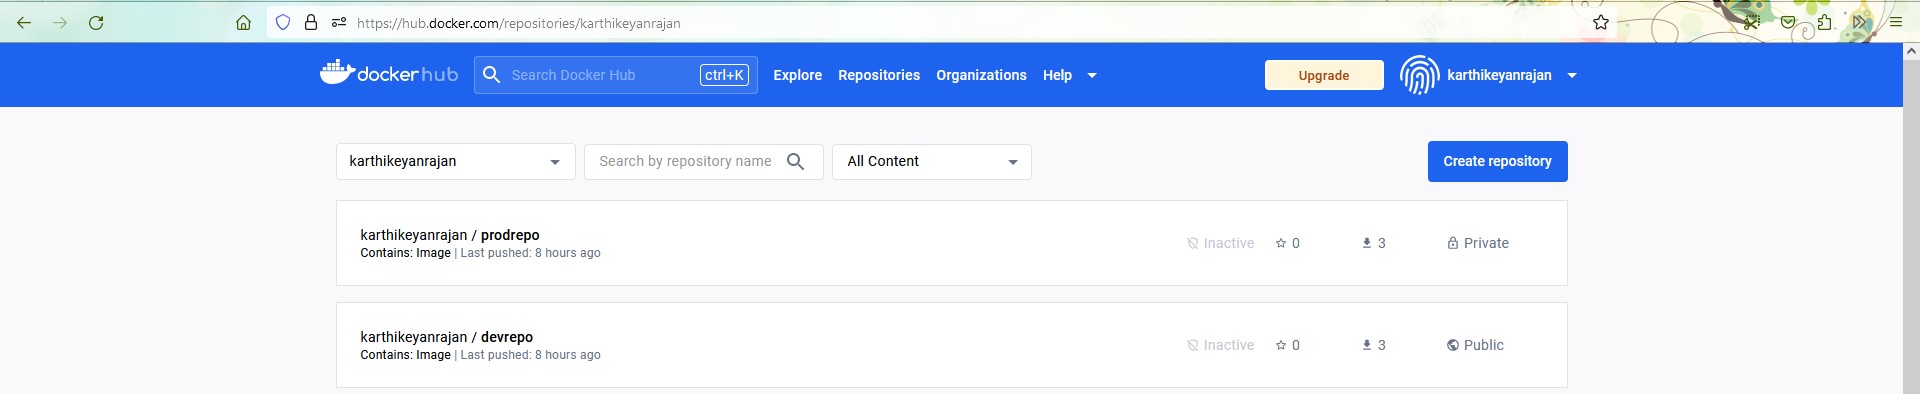 https://hub.docker.com/repositories/karthikeyanrajan
dockerhub Search Docker Hub ctrl+K Explore Repositories Organizations Help Upgrade karthikeyanrajan
karthikeyanrajan Search by repository name All Content Create repository
karthikeyanrajan / prodrepo
Contains: Image | Last pushed: 8 hours ago
Inactive 0 3 Private
karthikeyanrajan / devrepo
Contains: Image | Last pushed: 8 hours ago
Inactive 0 3 Public